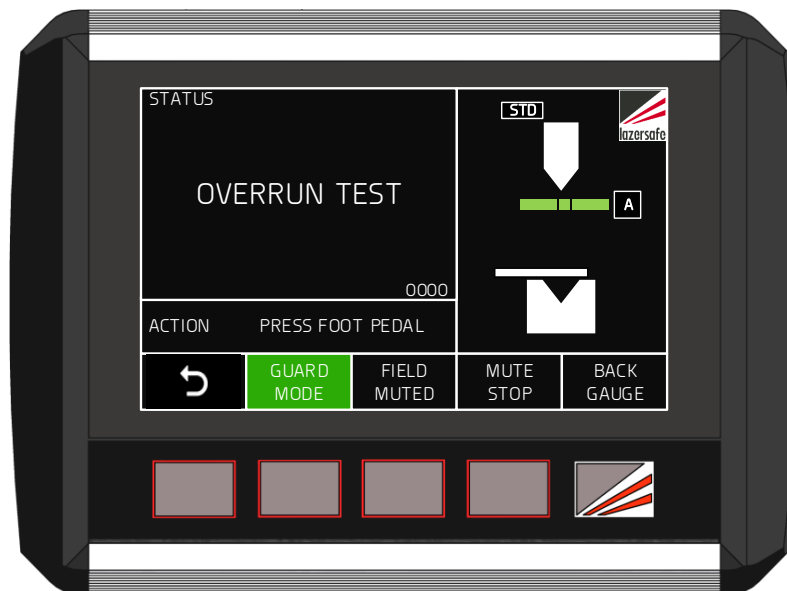 STATUS
OVERRUN TEST
0000
ACTION PRESS FOOT PEDAL
STD
lazersafe
A
GUARD
MODE
FIELD
MUTED
MUTE
STOP
BACK
GAUGE